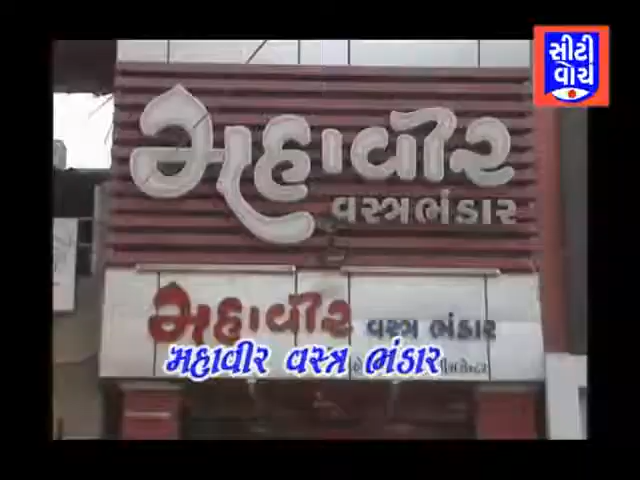 સીટી
વોચ
મહાવીર
વસ્ત્રભંડાર
મહાવીર વસ્ત્ર ભંડાર
મહાવીર વસ્ત્ર ભંડાર